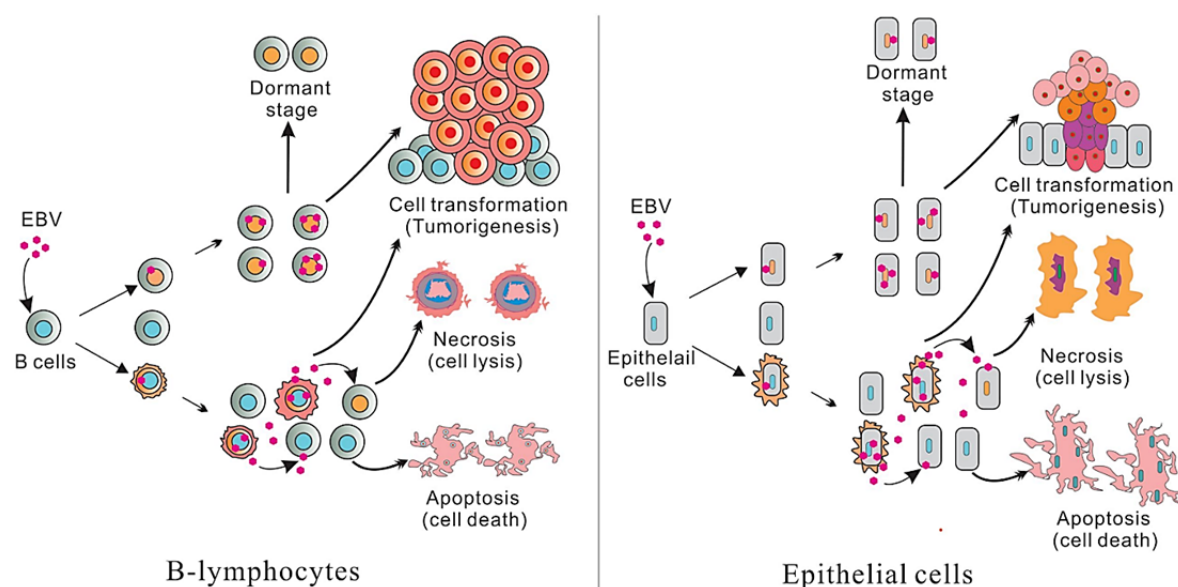 Dormant
stage
Cell transformation
(Tumorigenesis)
EBV
B cells
Necrosis
(cell lysis)
Apoptosis
(cell death)
B-lymphocytes
Dormant
stage
Cell transformation
(Tumorigenesis)
EBV
Epithelail
cells
Necrosis
(cell lysis)
Apoptosis
(cell death)
Epithelial cells